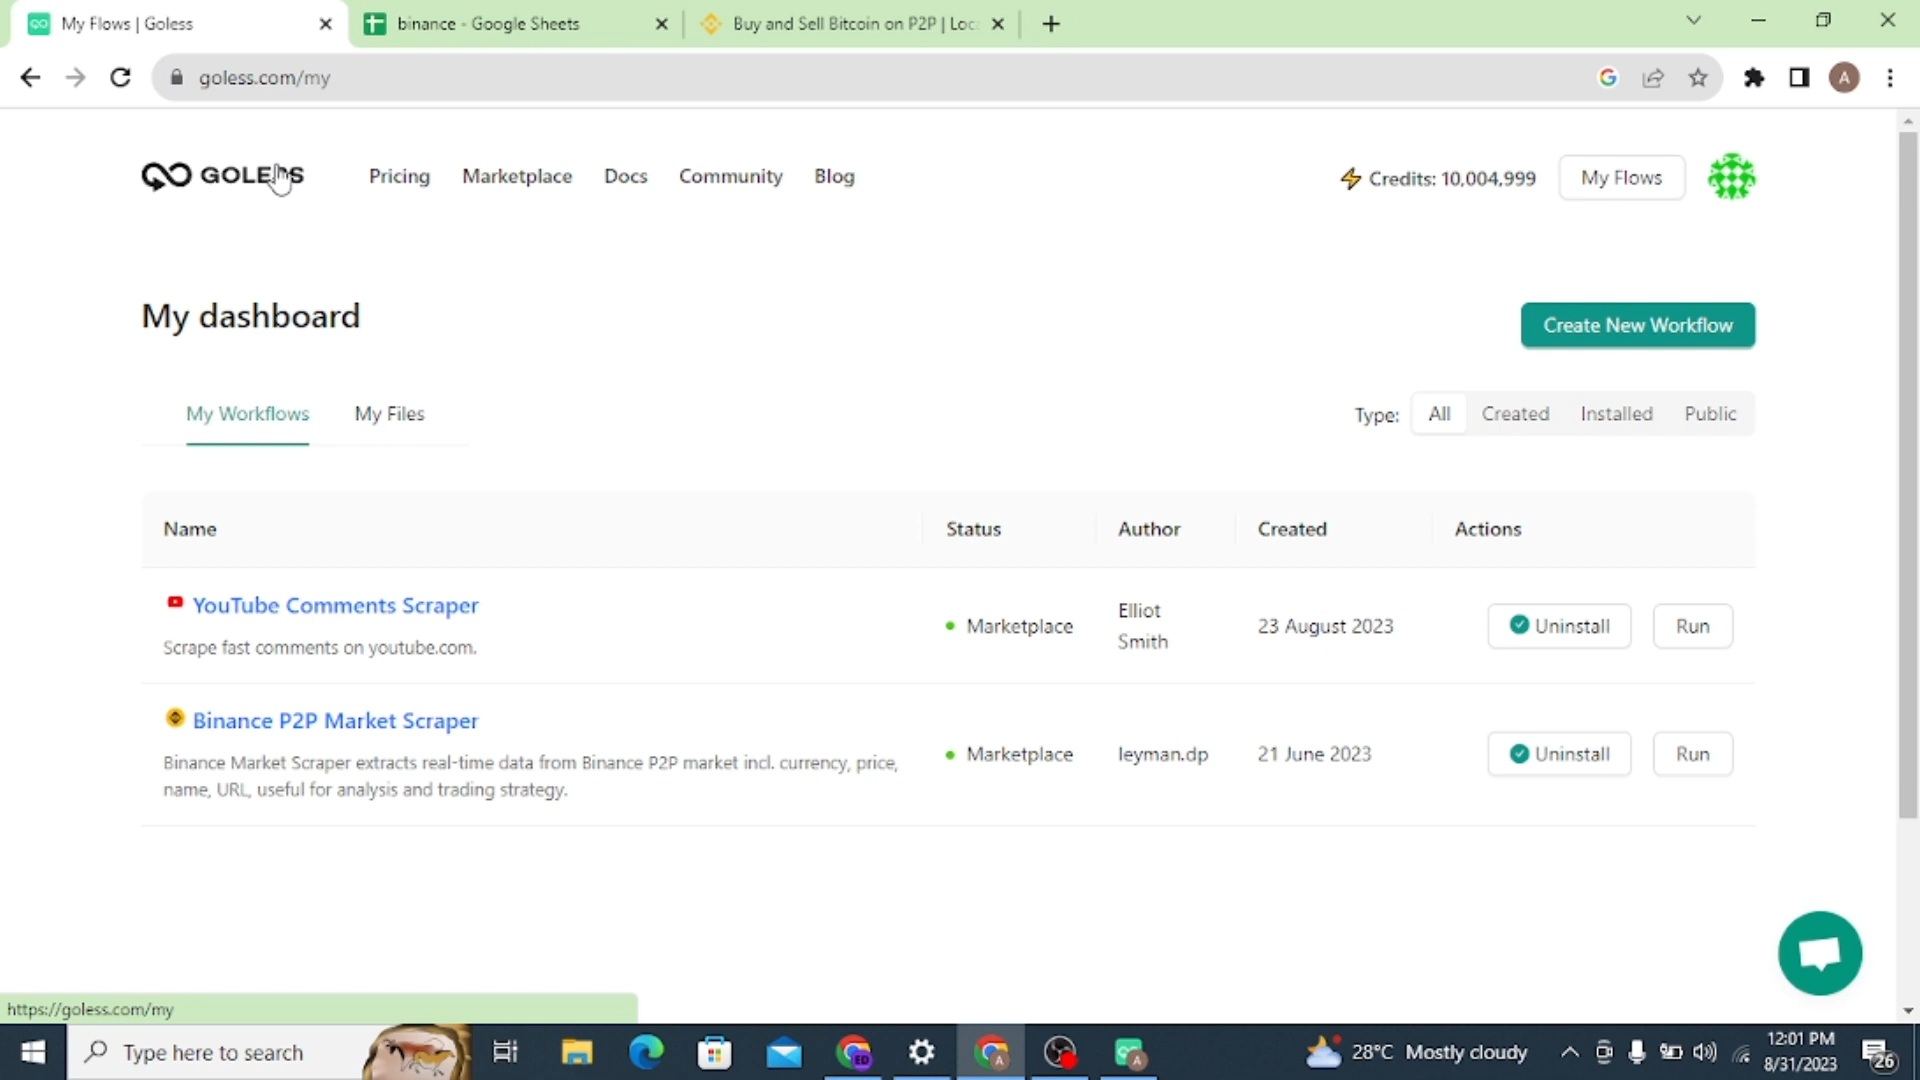 My Flows | Goless
binance - Google Sheets
Buy and Sell Bitcoin on P2P | Loc
goless.com/my
A
GOLESS
Pricing
Marketplace
Docs
Community
Blog
Credits: 10,004,999
My Flows
My dashboard
Create New Workflow
My Workflows
My Files
Type:
All
Created
Installed
Public
Name
Status
Author
Created
Actions
YouTube Comments Scraper
Scrape fast comments on youtube.com.
Marketplace
Elliot
Smith
23 August 2023
Uninstall
Run
Binance P2P Market Scraper
Binance Market Scraper extracts real-time data from Binance P2P market incl. currency, price,
name, URL, useful for analysis and trading strategy.
Marketplace
leyman.dp
21 June 2023
Uninstall
Run
https://goless.com/my
Type here to search
ED
A
A
28°C Mostly cloudy
12:01 PM
8/31/2023
26